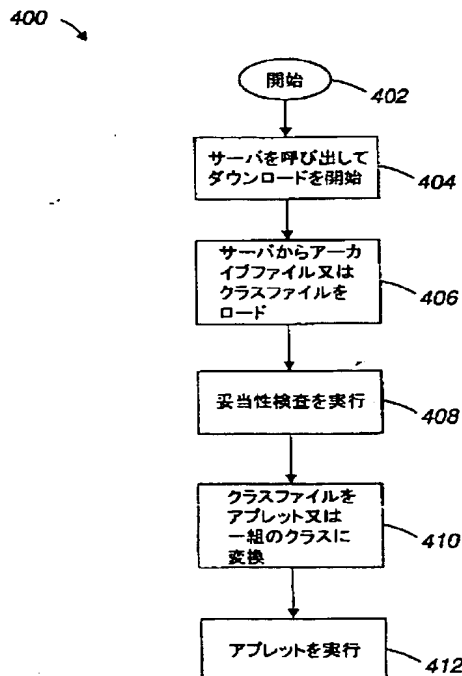 400
開始
402
サーバを呼び出して
ダウンロードを開始
404
サーバからアーカ
イブファイル又は
クラスファイルを
ロード
406
妥当性検査を実行
408
クラスファイルを
アプレット又は
一組のクラスに
変換
410
アプレットを実行
412